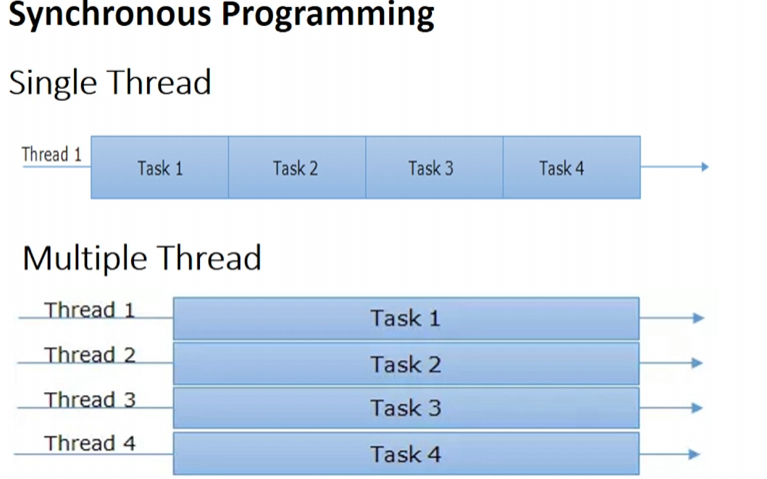 Synchronous Programming
Single Thread
Thread 1
Task 1 Task 2 Task 3 Task 4
Multiple Thread
Thread 1 Task 1
Thread 2 Task 2
Thread 3 Task 3
Thread 4 Task 4